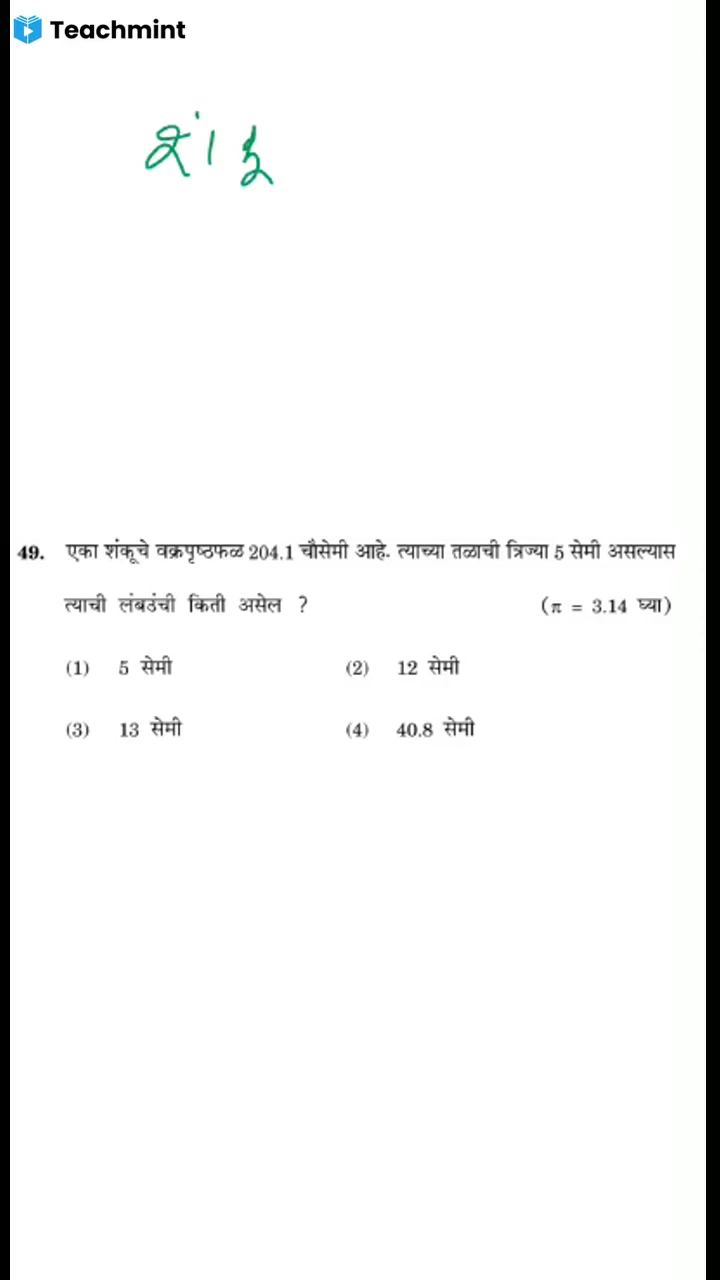 Teachmint
शंकू
49. एका शंकूचे वक्रपृष्ठफळ 204.1 चौसेमी आहे. त्याच्या तळाची त्रिज्या 5 सेमी असल्यास
त्याची लंबउंची किती असेल ? (π = 3.14 घ्या)
(1) 5 सेमी (2) 12 सेमी
(3) 13 सेमी (4) 40.8 सेमी